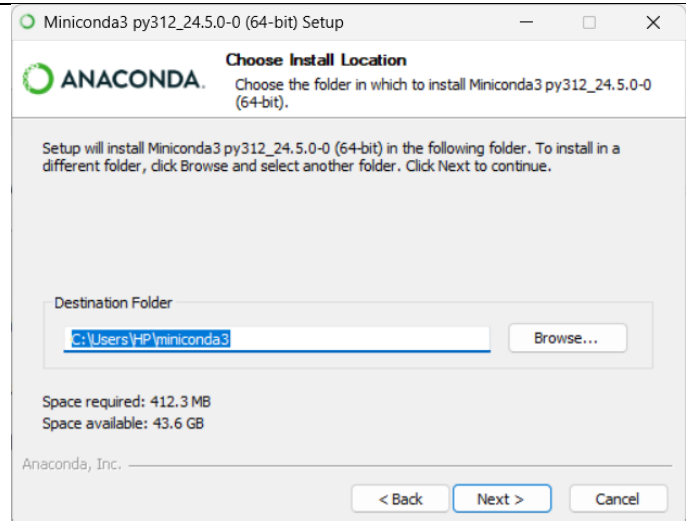 Miniconda3 py312_24.5.0-0 (64-bit) Setup
ANACONDA.
Choose Install Location
Choose the folder in which to install Miniconda3 py312_24.5.0-0
(64-bit).
Setup will install Miniconda3 py312_24.5.0-0 (64-bit) in the following folder. To install in a
different folder, click Browse and select another folder. Click Next to continue.
Destination Folder
C:\Users\HP\miniconda3
Browse...
Space required: 412.3 MB
Space available: 43.6 GB
Anaconda, Inc.
< Back
Next >
Cancel